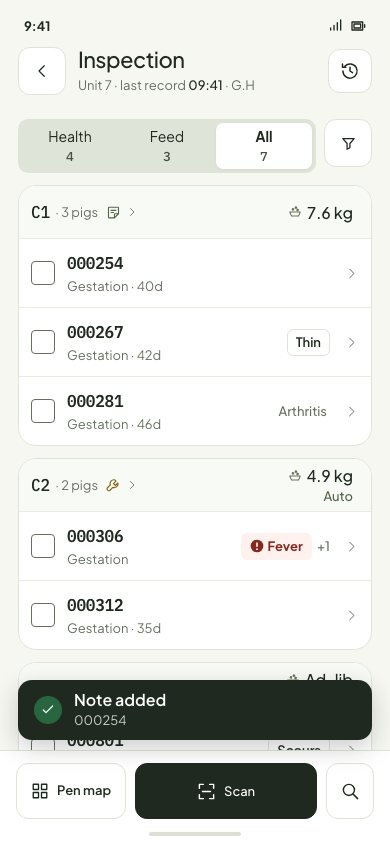 9:41
Inspection
Unit 7 · last record 09:41 · G.H
Health
4
Feed
3
All
7
C1 · 3 pigs
7.6 kg
000254
Gestation · 40d
000267
Gestation · 42d
Thin
000281
Gestation · 46d
Arthritis
C2 · 2 pigs
4.9 kg
Auto
000306
Gestation
Fever +1
000312
Gestation · 35d
Ad-lib
Note added
000254
000801
Scours
Pen map
Scan